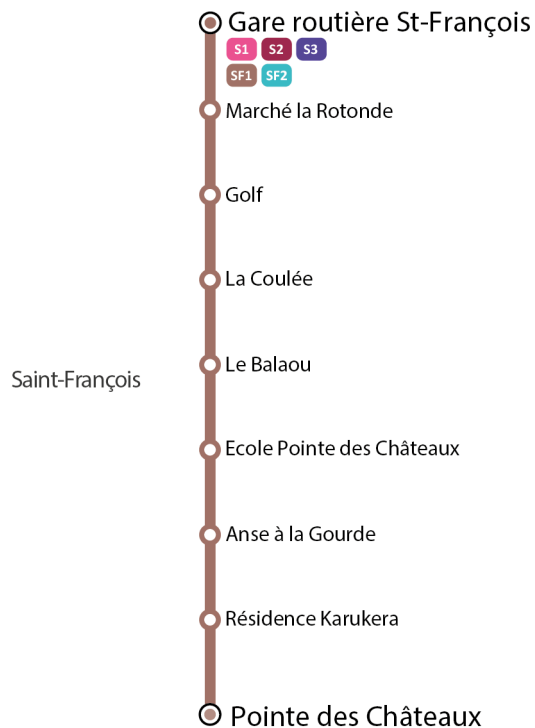 Gare routière St-François
S1 S2 S3
SF1 SF2
Marché la Rotonde
Golf
La Coulée
Le Balaou
Saint-François
Ecole Pointe des Châteaux
Anse à la Gourde
Résidence Karukera
Pointe des Châteaux